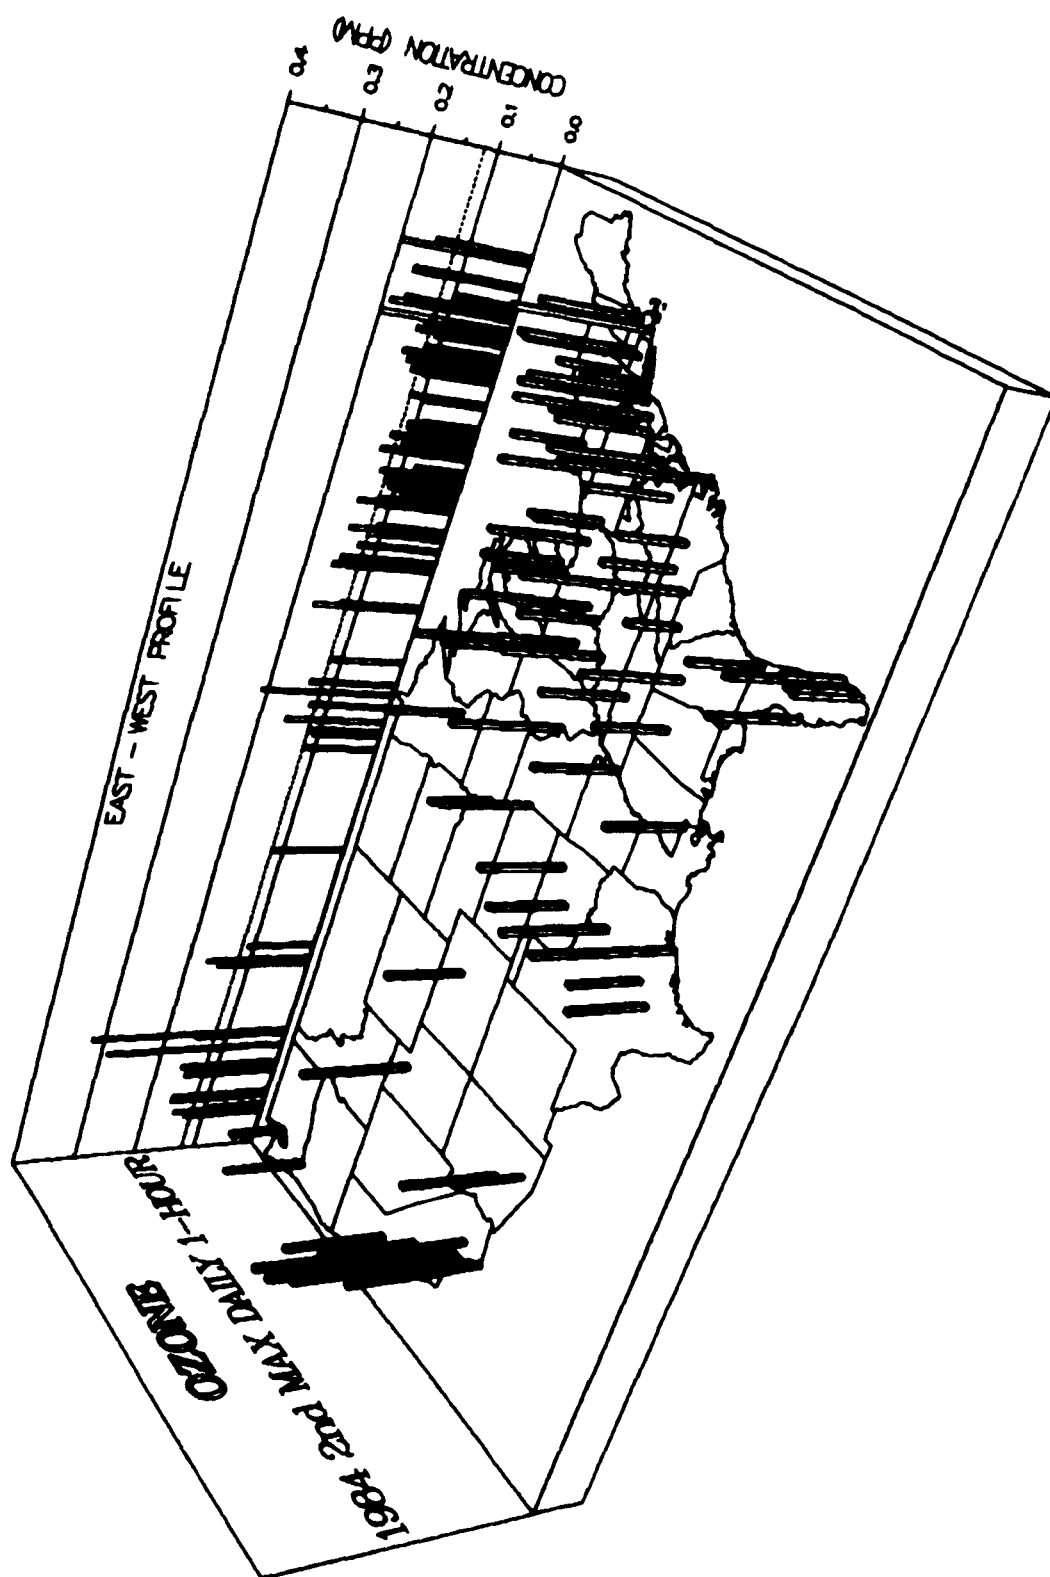 CONCENTRATION (PPM)
0.4
0.3
0.2
0.1
0.0
EAST - WEST PROFILE
OZONE
1984 2nd MAX DAILY 1-HOUR